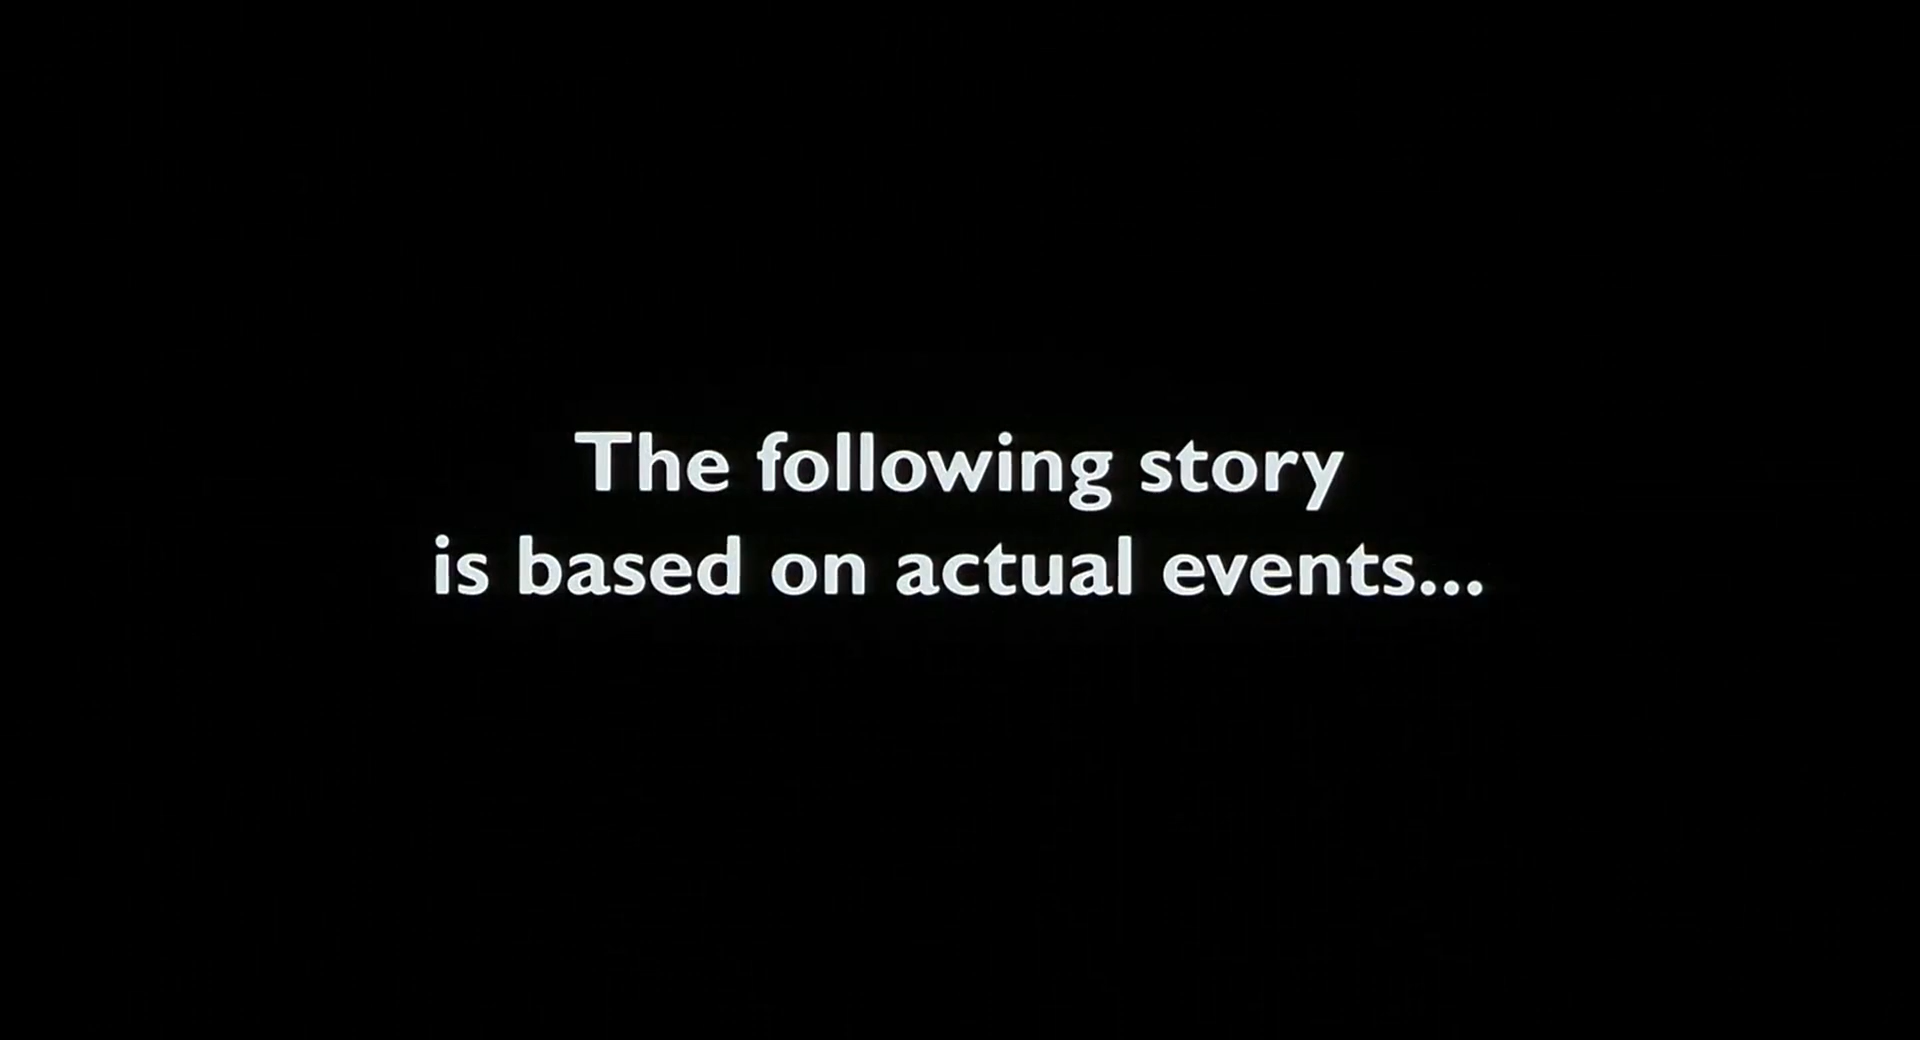 The following story
is based on actual events...